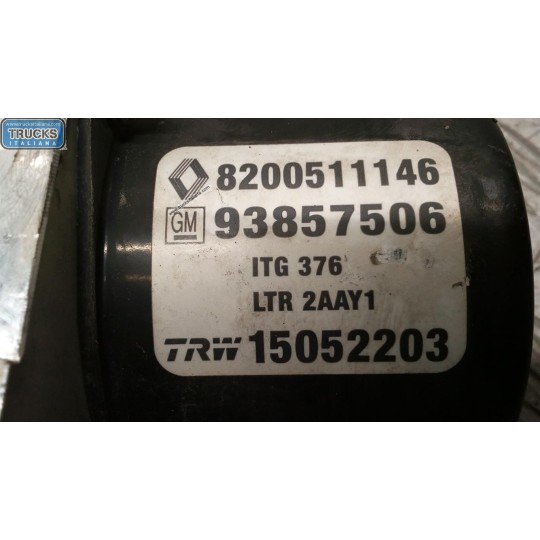 TRUCKS
ITALIANA
8200511146
GM 93857506
ITG 376
LTR 2AAY1
TRW 15052203